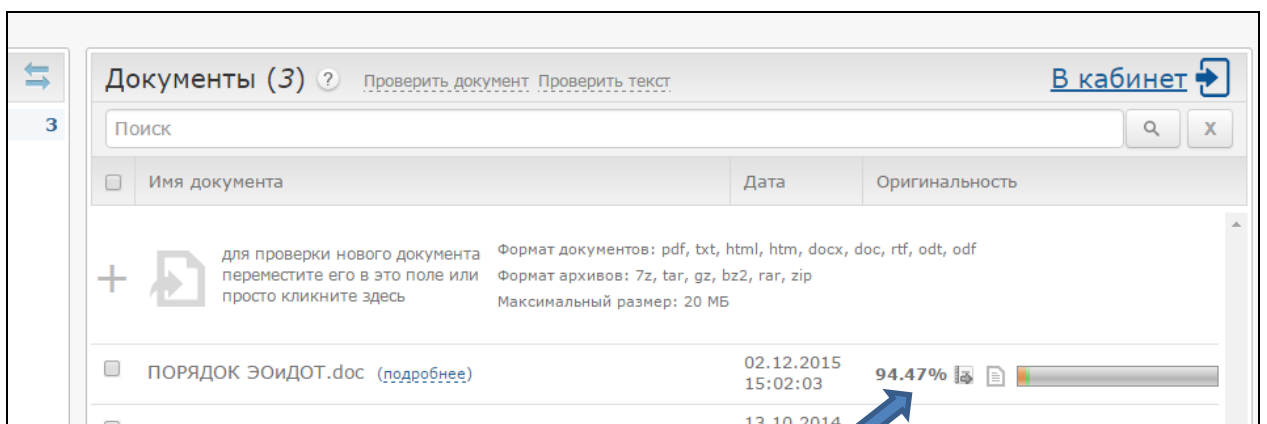 Документы (3) ? Проверить документ Проверить текст В кабинет
3
Поиск X
Имя документа Дата Оригинальность
для проверки нового документа
переместите его в это поле или
просто кликните здесь
Формат документов: pdf, txt, html, htm, docx, doc, rtf, odt, odf
Формат архивов: 7z, tar, gz, bz2, rar, zip
Максимальный размер: 20 МБ
ПОРЯДОК ЭОиДОТ.doc (подробнее) 02.12.2015
15:02:03
94.47%
13.10.2014